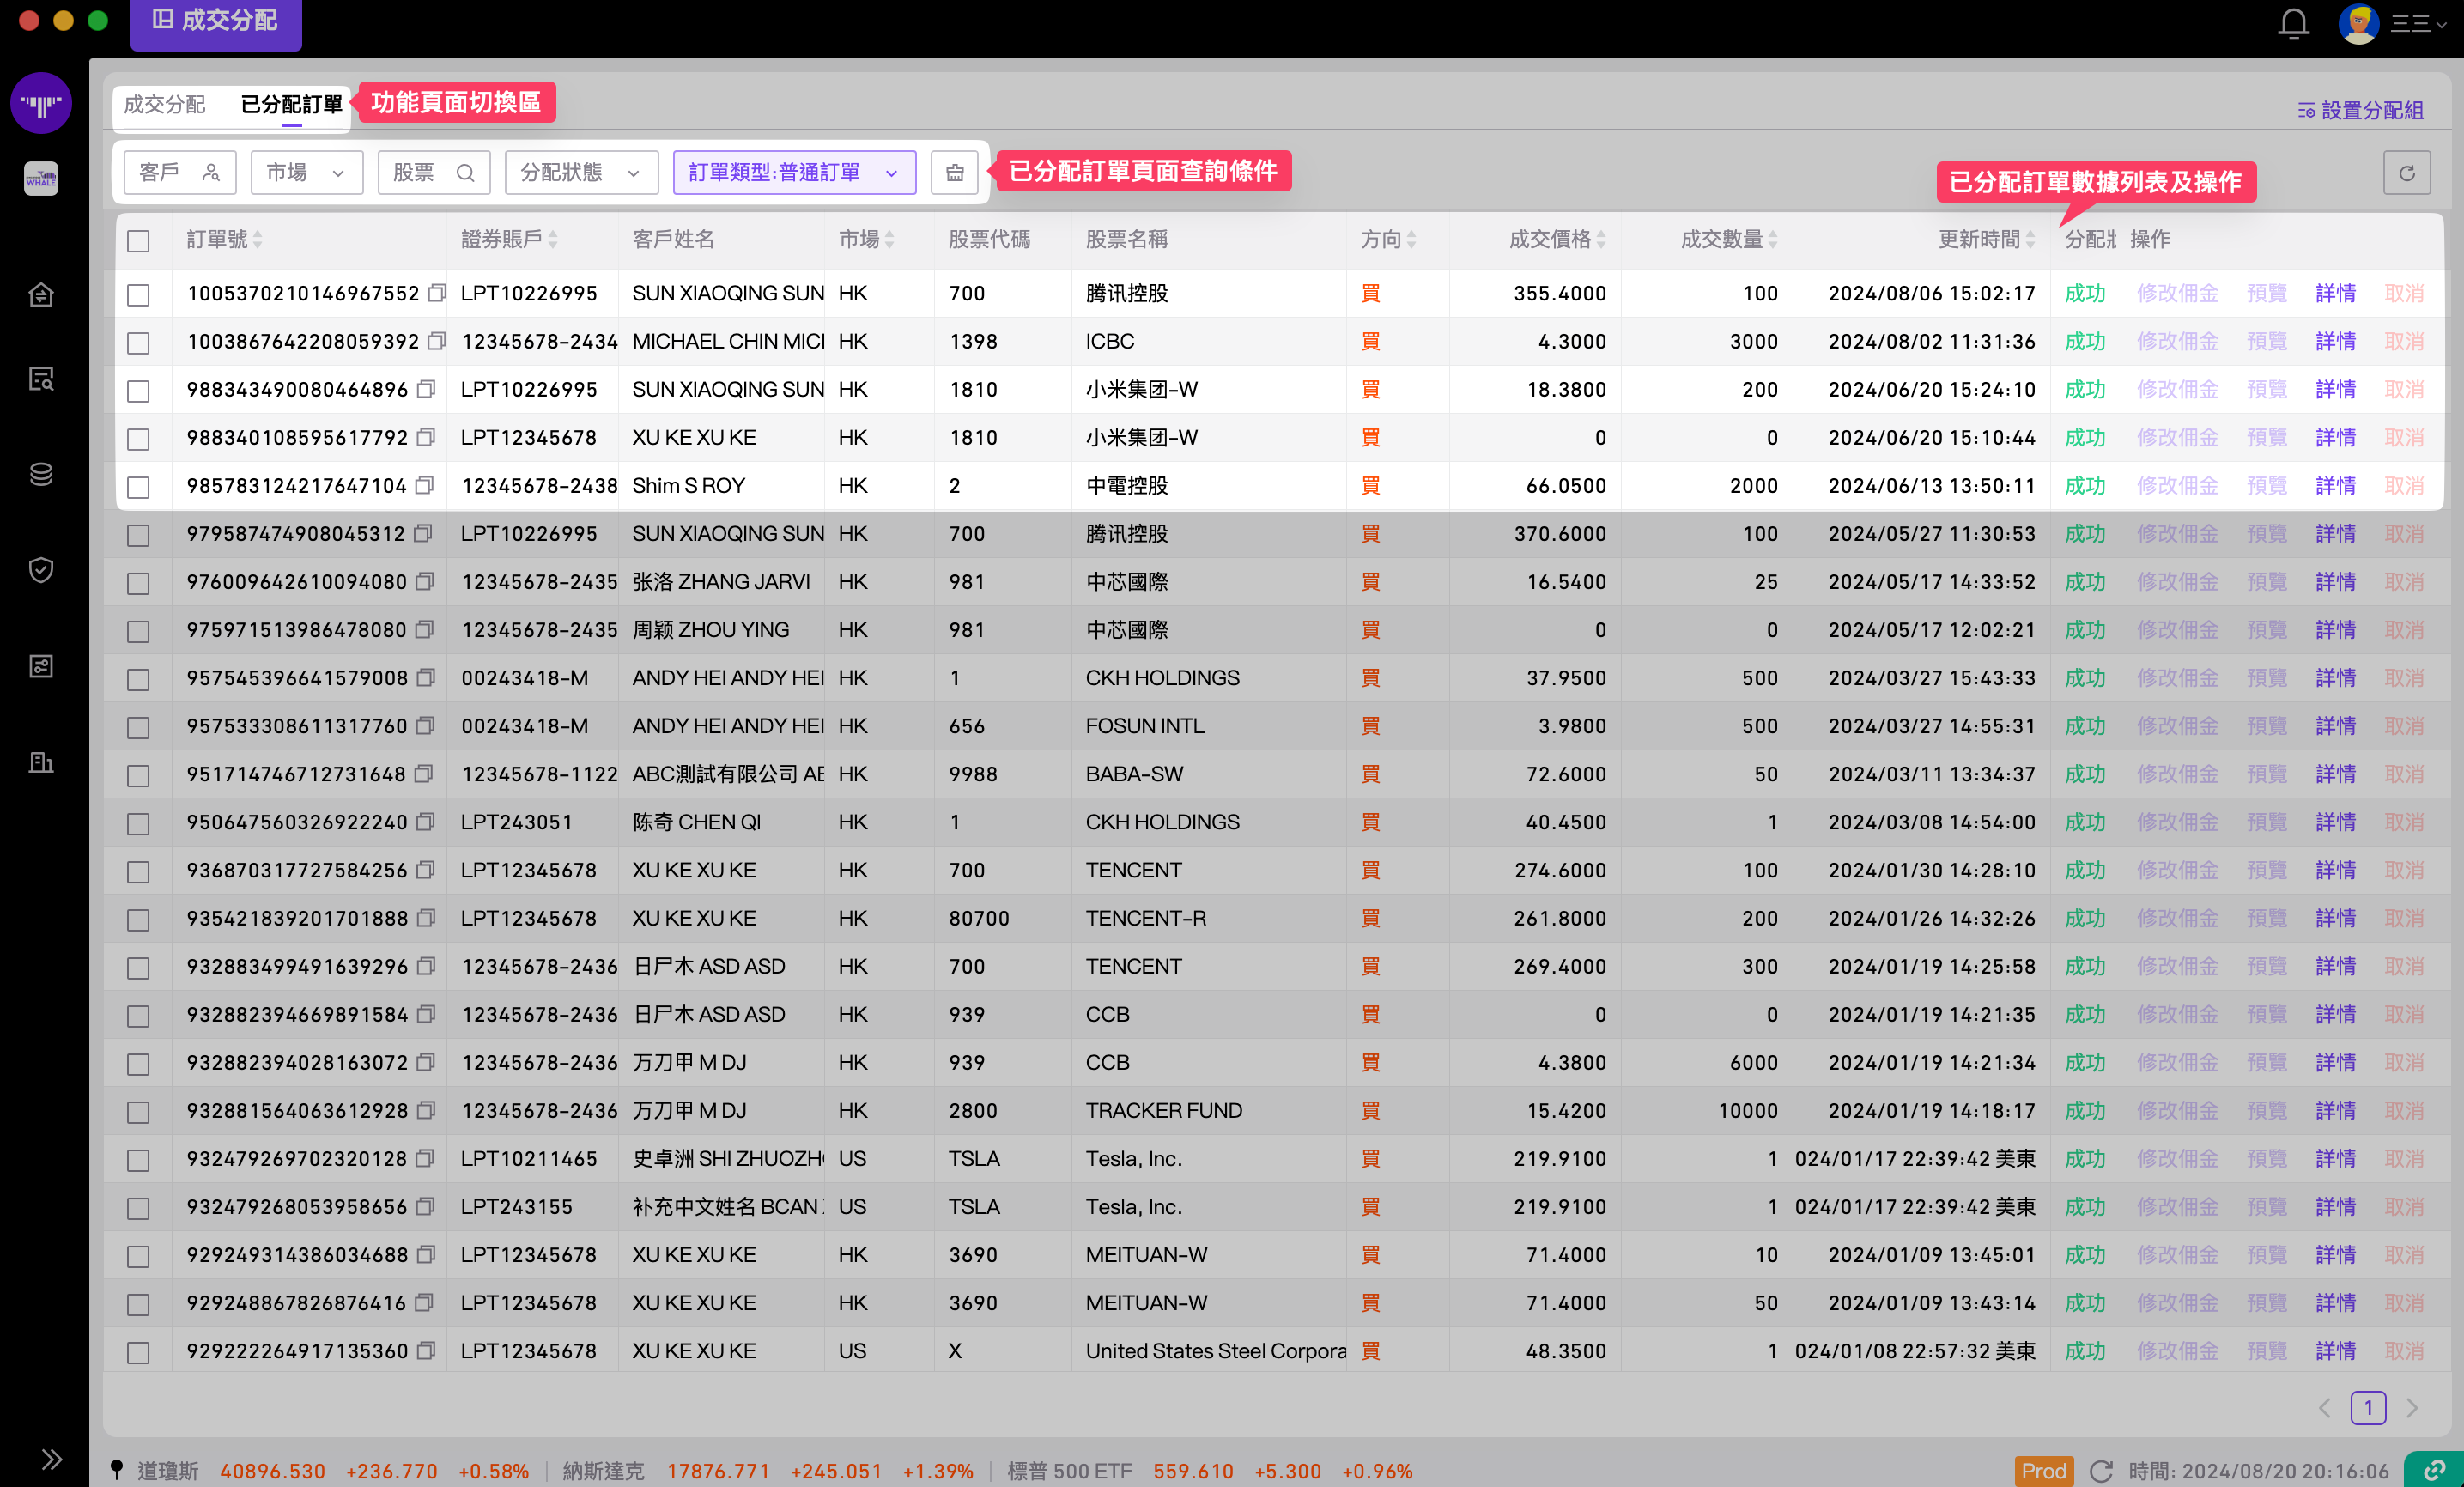 成交分配
三三
成交分配 已分配訂單 功能頁面切換區 設置分配組
WHALE
客戶 市場 股票 分配狀態 訂單類型:普通訂單 已分配訂單頁面查詢條件 已分配訂單數據列表及操作
訂單號 證券賬戶 客戶姓名 市場 股票代碼 股票名稱 方向 成交價格 成交數量 更新時間 分配 操作
1005370210146967552 LPT10226995 SUN XIAOQING SUN HK 700 腾讯控股 買 355.4000 100 2024/08/06 15:02:17 成功 修改佣金 預覽 詳情 取消
1003867642208059392 12345678-2434 MICHAEL CHIN MICI HK 1398 ICBC 買 4.3000 3000 2024/08/02 11:31:36 成功 修改佣金 預覽 詳情 取消
988343490080464896 LPT10226995 SUN XIAOQING SUN HK 1810 小米集团-W 買 18.3800 200 2024/06/20 15:24:10 成功 修改佣金 預覽 詳情 取消
988340108595617792 LPT12345678 XU KE XU KE HK 1810 小米集团-W 買 0 0 2024/06/20 15:10:44 成功 修改佣金 預覽 詳情 取消
985783124217647104 12345678-2438 Shim S ROY HK 2 中電控股 買 66.0500 2000 2024/06/13 13:50:11 成功 修改佣金 預覽 詳情 取消
979587474908045312 LPT10226995 SUN XIAOQING SUN HK 700 腾讯控股 買 370.6000 100 2024/05/27 11:30:53 成功 修改佣金 預覽 詳情 取消
976009642610094080 12345678-2435 张洛 ZHANG JARVI HK 981 中芯國際 買 16.5400 25 2024/05/17 14:33:52 成功 修改佣金 預覽 詳情 取消
975971513986478080 12345678-2435 周颖 ZHOU YING HK 981 中芯國際 買 0 0 2024/05/17 12:02:21 成功 修改佣金 預覽 詳情 取消
957545396641579008 00243418-M ANDY HEI ANDY HEI HK 1 CKH HOLDINGS 買 37.9500 500 2024/03/27 15:43:33 成功 修改佣金 預覽 詳情 取消
957533308611317760 00243418-M ANDY HEI ANDY HEI HK 656 FOSUN INTL 買 3.9800 500 2024/03/27 14:55:31 成功 修改佣金 預覽 詳情 取消
951714746712731648 12345678-1122 ABC測試有限公司 AE HK 9988 BABA-SW 買 72.6000 50 2024/03/11 13:34:37 成功 修改佣金 預覽 詳情 取消
950647560326922240 LPT243051 陈奇 CHEN QI HK 1 CKH HOLDINGS 買 40.4500 1 2024/03/08 14:54:00 成功 修改佣金 預覽 詳情 取消
936870317727584256 LPT12345678 XU KE XU KE HK 700 TENCENT 買 274.6000 100 2024/01/30 14:28:10 成功 修改佣金 預覽 詳情 取消
935421839201701888 LPT12345678 XU KE XU KE HK 80700 TENCENT-R 買 261.8000 200 2024/01/26 14:32:26 成功 修改佣金 預覽 詳情 取消
932883499491639296 12345678-2436 日尸木 ASD ASD HK 700 TENCENT 買 269.4000 300 2024/01/19 14:25:58 成功 修改佣金 預覽 詳情 取消
932882394669891584 12345678-2436 日尸木 ASD ASD HK 939 CCB 買 0 0 2024/01/19 14:21:35 成功 修改佣金 預覽 詳情 取消
932882394028163072 12345678-2436 万刀甲 M DJ HK 939 CCB 買 4.3800 6000 2024/01/19 14:21:34 成功 修改佣金 預覽 詳情 取消
932881564063612928 12345678-2436 万刀甲 M DJ HK 2800 TRACKER FUND 買 15.4200 10000 2024/01/19 14:18:17 成功 修改佣金 預覽 詳情 取消
932479269702320128 LPT10211465 史卓洲 SHI ZHUOZH US TSLA Tesla, Inc. 買 219.9100 1 024/01/17 22:39:42 美東 成功 修改佣金 預覽 詳情 取消
932479268053958656 LPT243155 补充中文姓名 BCAN US TSLA Tesla, Inc. 買 219.9100 1 024/01/17 22:39:42 美東 成功 修改佣金 預覽 詳情 取消
929249314386034688 LPT12345678 XU KE XU KE HK 3690 MEITUAN-W 買 71.4000 10 2024/01/09 13:45:01 成功 修改佣金 預覽 詳情 取消
929248867826876416 LPT12345678 XU KE XU KE HK 3690 MEITUAN-W 買 71.4000 50 2024/01/09 13:43:14 成功 修改佣金 預覽 詳情 取消
929222264917135360 LPT12345678 XU KE XU KE US X United States Steel Corpora 買 48.3500 1 024/01/08 22:57:32 美東 成功 修改佣金 預覽 詳情 取消
1
道瓊斯 40896.530 +236.770 +0.58% 納斯達克 17876.771 +245.051 +1.39% 標普 500 ETF 559.610 +5.300 +0.96% Prod 時間: 2024/08/20 20:16:06